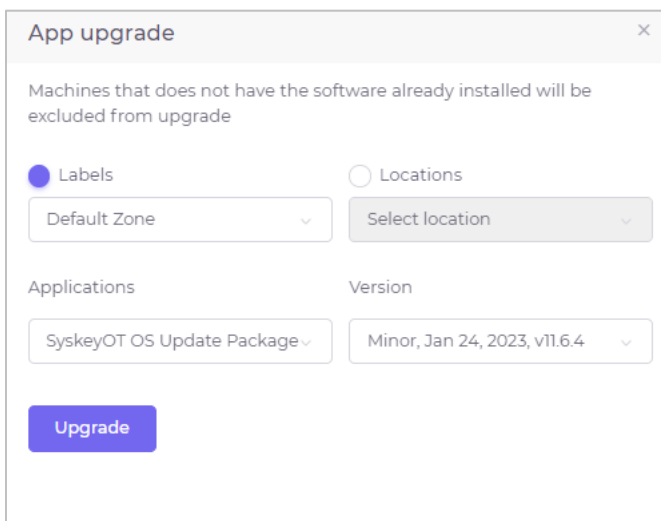 App upgrade
Machines that does not have the software already installed will be
excluded from upgrade
Labels
Locations
Default Zone
Select location
Applications
Version
SyskeyOT OS Update Package
Minor, Jan 24, 2023, v11.6.4
Upgrade